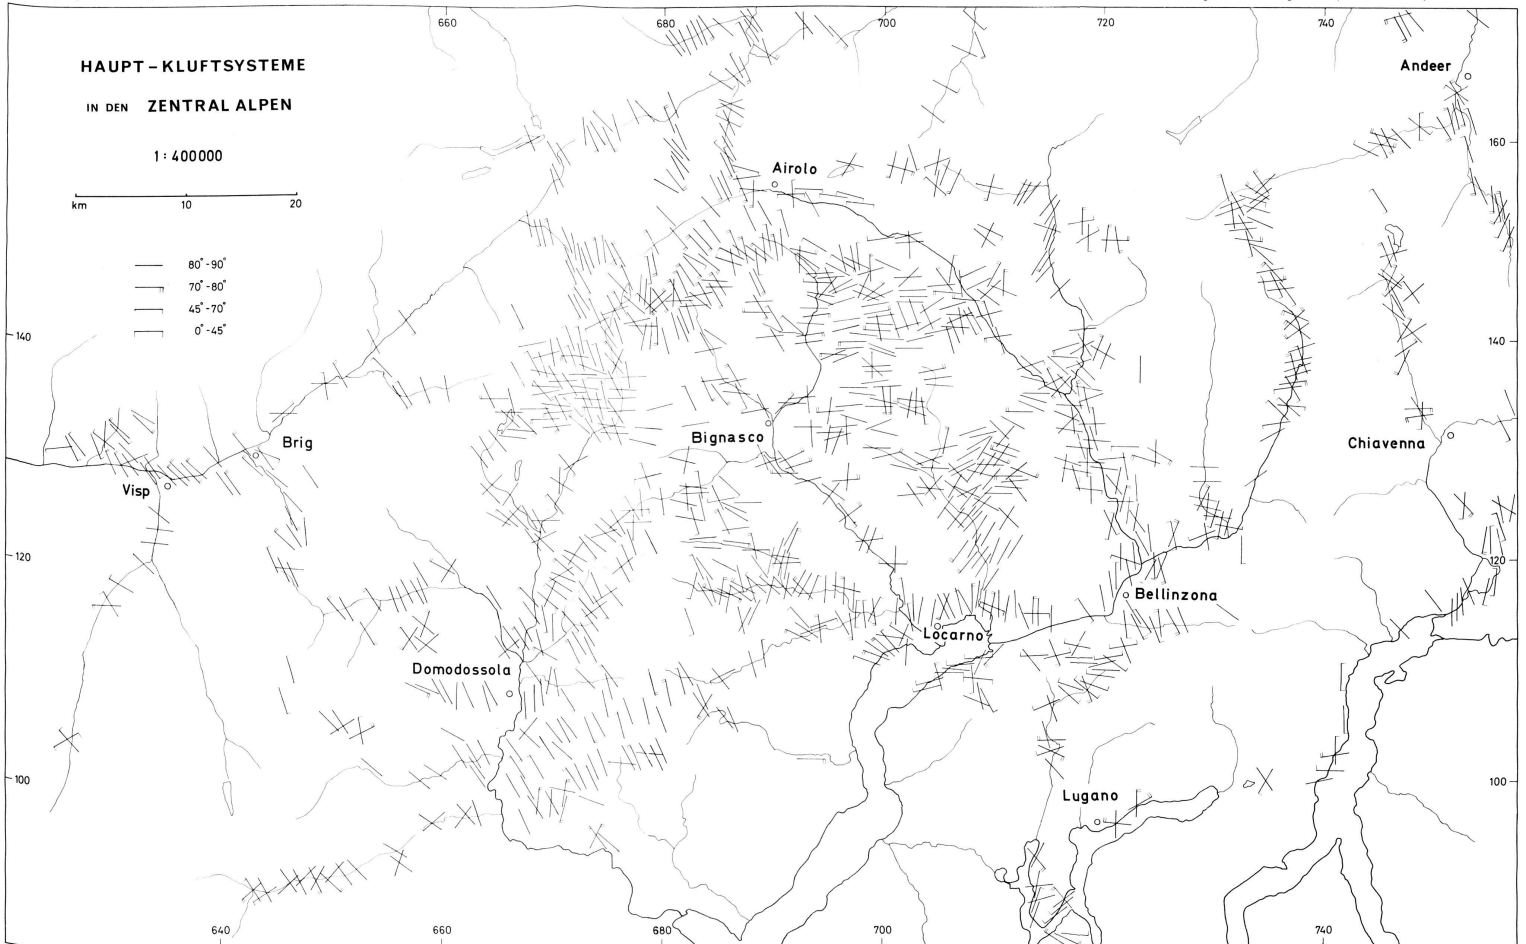 660 680 700 720 740
HAUPT-KLUFTSYSTEME
IN DEN ZENTRAL ALPEN
1:400000
km 10 20
80°-90°
70°-80°
45°-70°
0°-45°
Andeer
160
Airolo
140 140
Brig
Bignasco
Chiavenna
Visp
120 120
Bellinzona
Locarno
Domodossola
100 100
Lugano
640 660 680 700 740